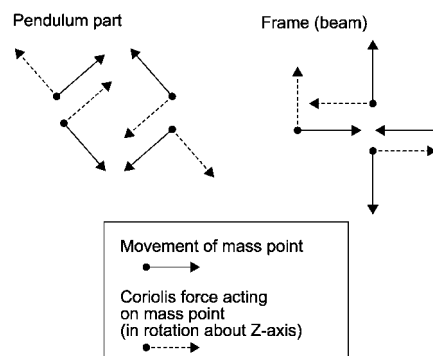 Pendulum part
Frame (beam)
Movement of mass point
Coriolis force acting
on mass point
(in rotation about Z-axis)